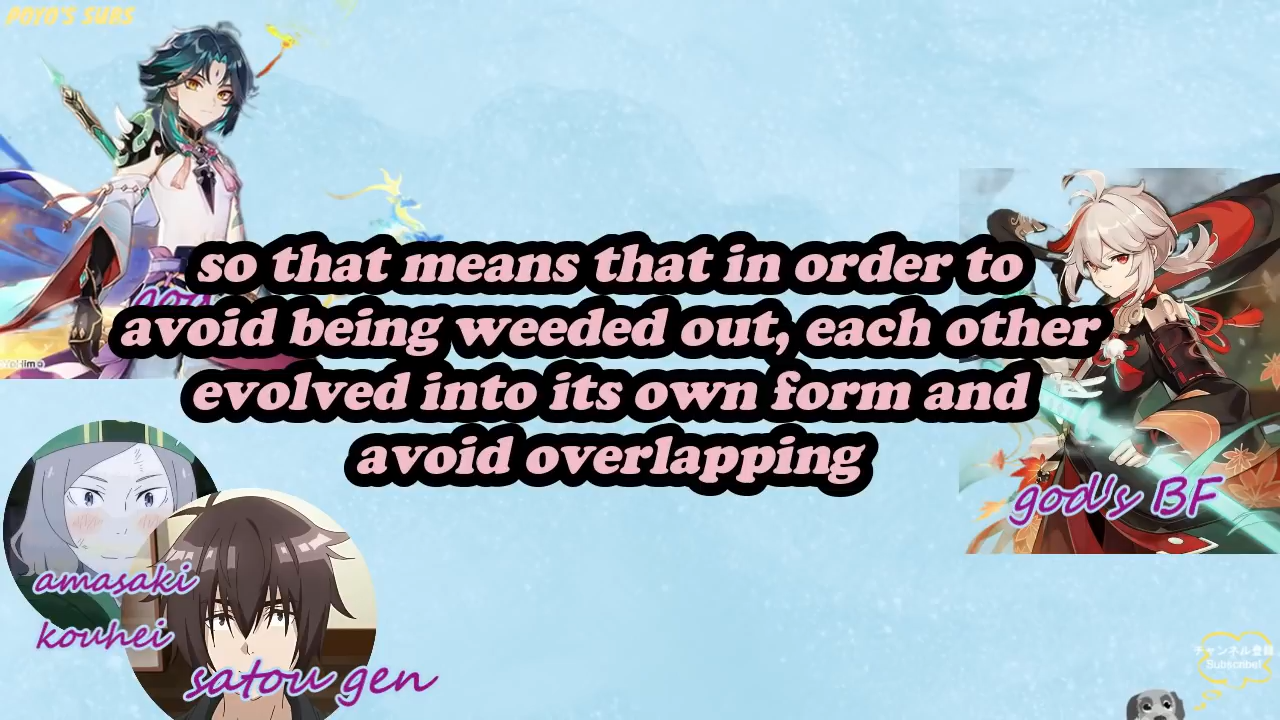 POYO'S SUBS
so that means that in order to
avoid being weeded out, each other
evolved into its own form and
avoid overlapping
god's BF
amasaki
kouhei
satou gen
チャンネル登録
Subscribe!